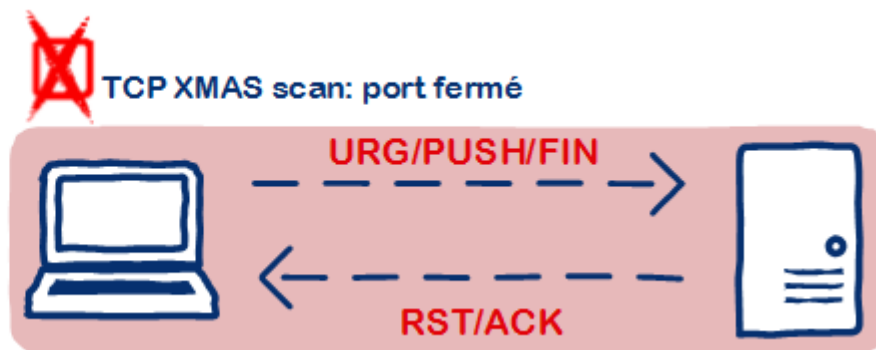 TCP XMAS scan: port fermé
URG/PUSH/FIN
RST/ACK